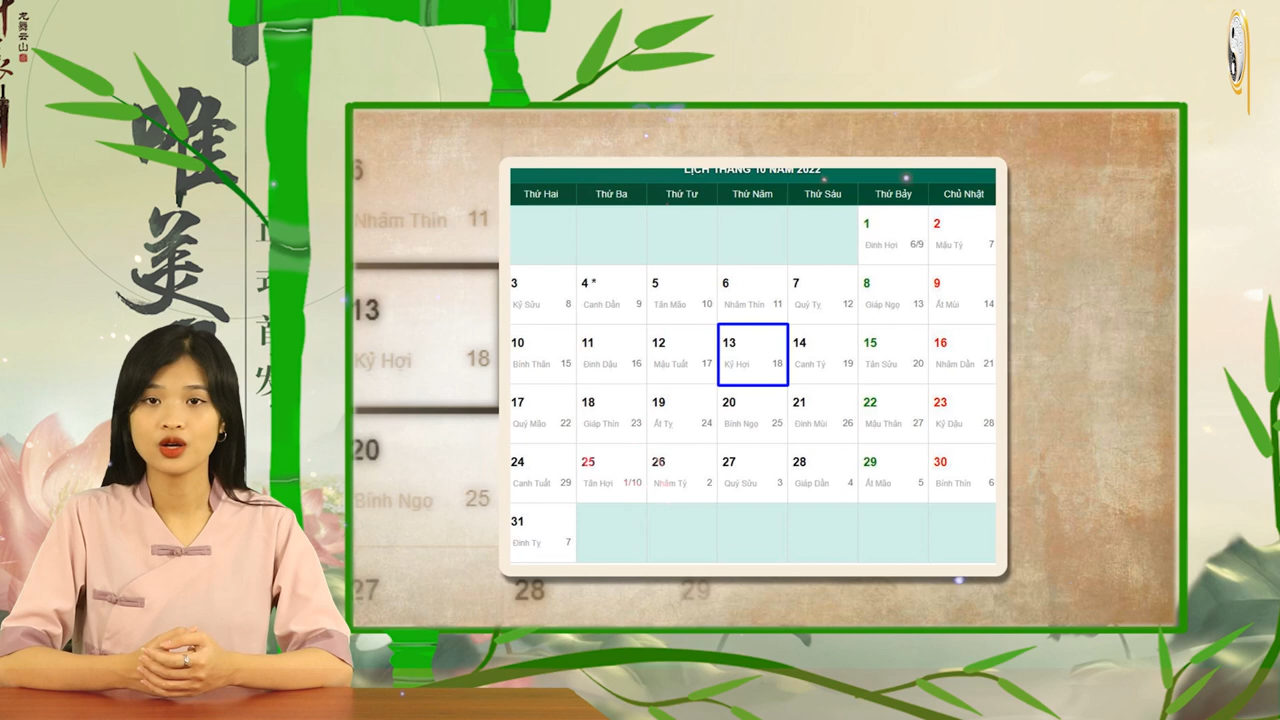 龙舞云山
唯
美
LỊCH THÁNG 10 NĂM 2022
Thứ Hai Thứ Ba Thứ Tư Thứ Năm Thứ Sáu Thứ Bảy Chủ Nhật
1 2
Đinh Hợi 6/9 Mậu Tý 7
3 4 * 5 6 7 8 9
Kỷ Sửu 8 Canh Dần 9 Tân Mão 10 Nhâm Thìn 11 Quý Tỵ 12 Giáp Ngọ 13 Ất Mùi 14
10 11 12 13 14 15 16
Bính Thân 15 Đinh Dậu 16 Mậu Tuất 17 Kỷ Hợi 18 Canh Tý 19 Tân Sửu 20 Nhâm Dần 21
17 18 19 20 21 22 23
Quý Mão 22 Giáp Thìn 23 Ất Tỵ 24 Bính Ngọ 25 Đinh Mùi 26 Mậu Thân 27 Kỷ Dậu 28
24 25 26 27 28 29 30
Canh Tuất 29 Tân Hợi 1/10 Nhâm Tý 2 Quý Sửu 3 Giáp Dần 4 Ất Mão 5 Bính Thìn 6
31
Đinh Tỵ 7
6
Nhâm Thìn 11
13
Kỷ Hợi 18
20
Bính Ngọ 25
27 28 29